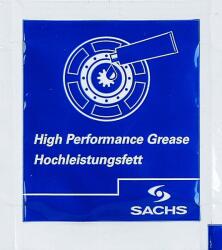 High Performance Grease
Hochleistungsfett
SACHS